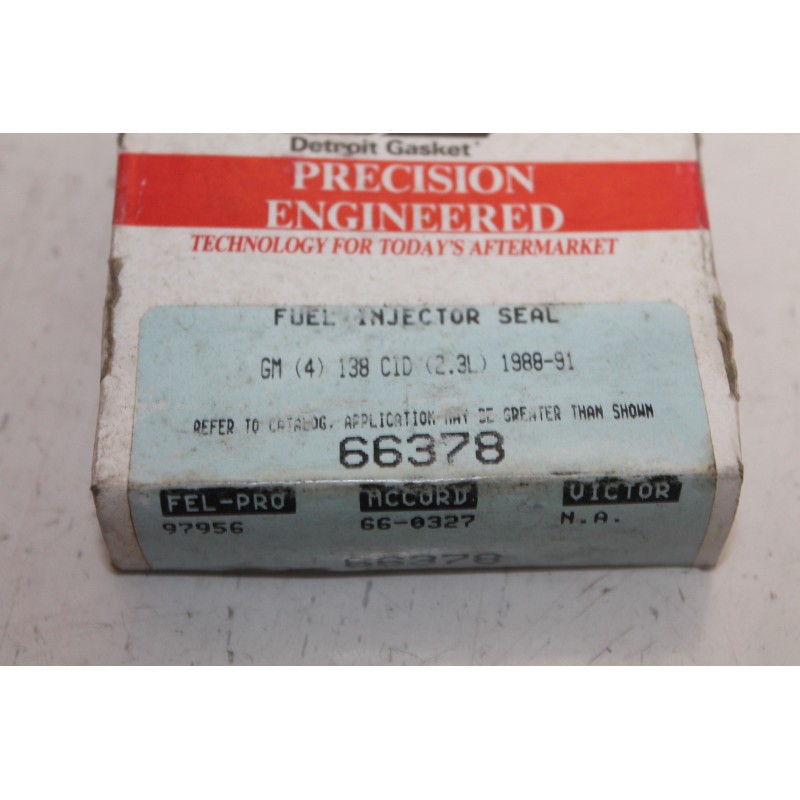 Detroit Gasket
PRECISION
ENGINEERED
TECHNOLOGY FOR TODAY'S AFTERMARKET
FUEL INJECTOR SEAL
GM (4) 138 CID (2.3L) 1988-91
REFER TO CATALOG. APPLICATION MAY BE GREATER THAN SHOWN
66378
FEL-PRO MCCORD VICTOR
97956 66-0327 N.A.
66378